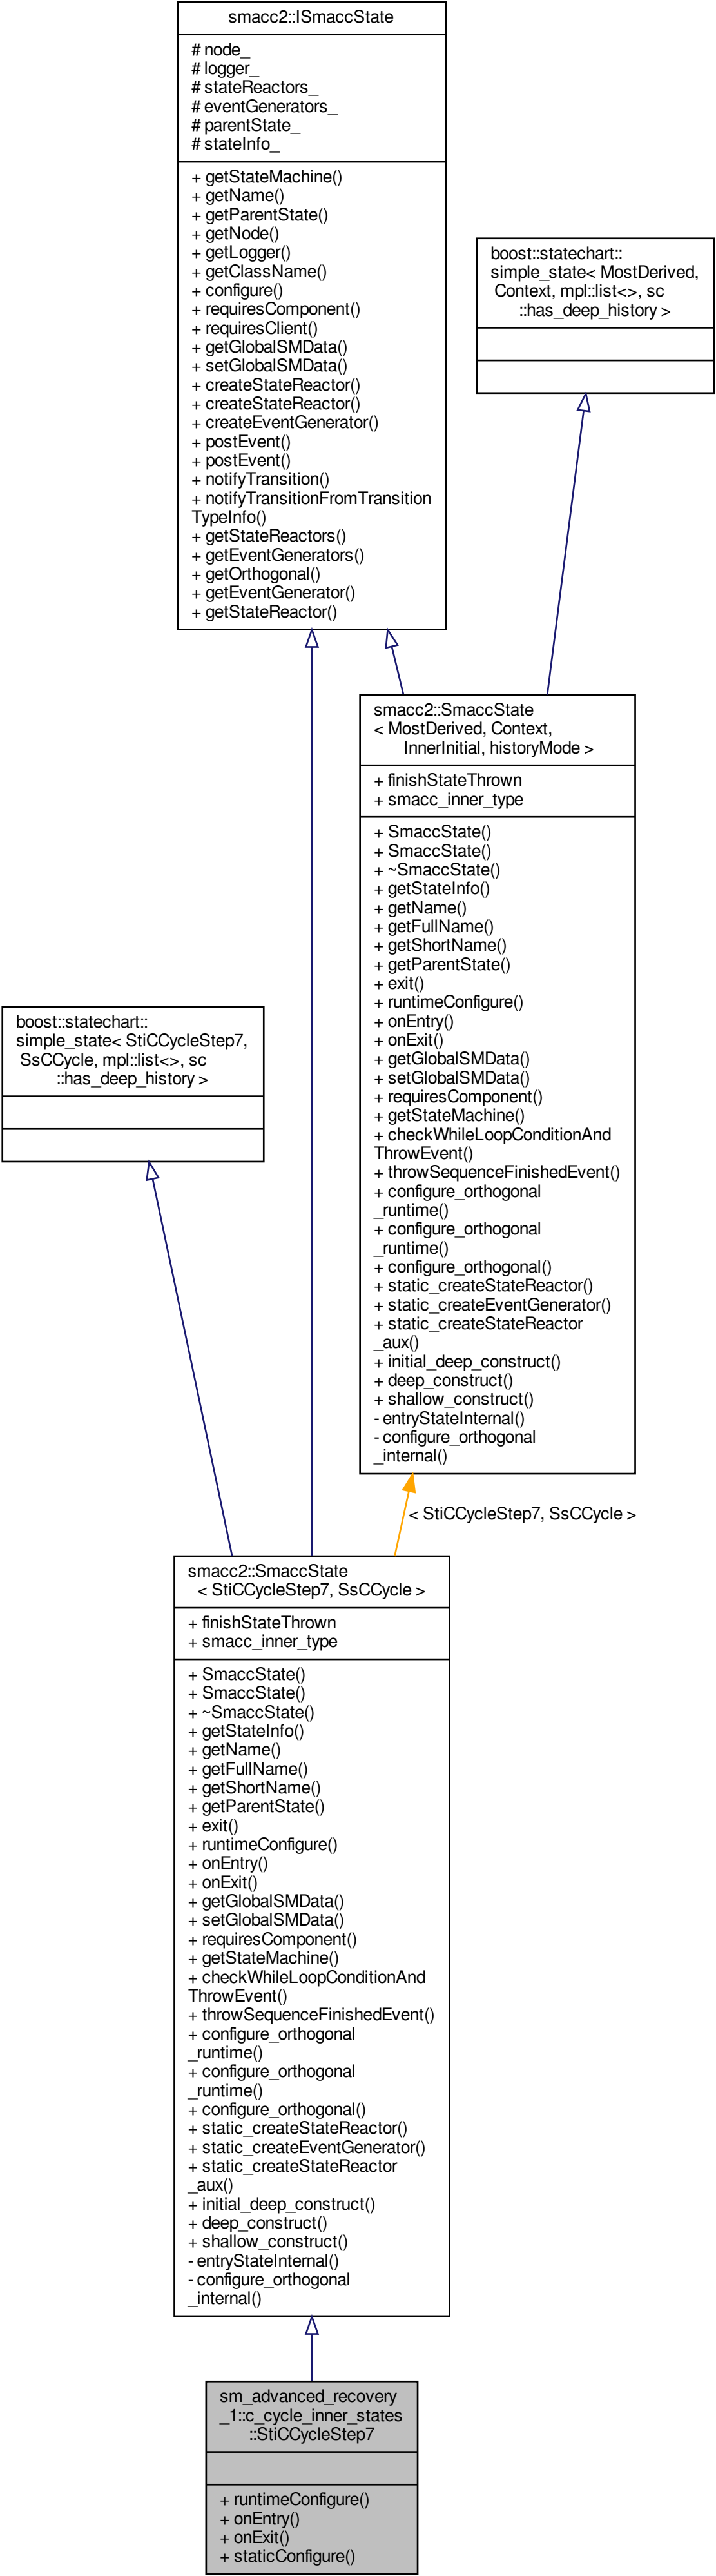 smacc2::ISmaccState
# node_
# logger_
# stateReactors_
# eventGenerators_
# parentState_
# stateInfo_
+ getStateMachine()
+ getName()
+ getParentState()
+ getNode()
+ getLogger()
+ getClassName()
+ configure()
+ requiresComponent()
+ requiresClient()
+ getGlobalSMData()
+ setGlobalSMData()
+ createStateReactor()
+ createStateReactor()
+ createEventGenerator()
+ postEvent()
+ postEvent()
+ notifyTransition()
+ notifyTransitionFromTransition
TypeInfo()
+ getStateReactors()
+ getEventGenerators()
+ getOrthogonal()
+ getEventGenerator()
+ getStateReactor()
boost::statechart::
simple_state< MostDerived,
Context, mpl::list<>, sc
::has_deep_history >
smacc2::SmaccState
< MostDerived, Context,
InnerInitial, historyMode >
+ finishStateThrown
+ smacc_inner_type
+ SmaccState()
+ SmaccState()
+ ~SmaccState()
+ getStateInfo()
+ getName()
+ getFullName()
+ getShortName()
+ getParentState()
+ exit()
+ runtimeConfigure()
+ onEntry()
+ onExit()
+ getGlobalSMData()
+ setGlobalSMData()
+ requiresComponent()
+ getStateMachine()
+ checkWhileLoopConditionAnd
ThrowEvent()
+ throwSequenceFinishedEvent()
+ configure_orthogonal
_runtime()
+ configure_orthogonal
_runtime()
+ configure_orthogonal()
+ static_createStateReactor()
+ static_createEventGenerator()
+ static_createStateReactor
_aux()
+ initial_deep_construct()
+ deep_construct()
+ shallow_construct()
- entryStateInternal()
- configure_orthogonal
_internal()
boost::statechart::
simple_state< StiCCycleStep7,
SsCCycle, mpl::list<>, sc
::has_deep_history >
< StiCCycleStep7, SsCCycle >
smacc2::SmaccState
< StiCCycleStep7, SsCCycle >
+ finishStateThrown
+ smacc_inner_type
+ SmaccState()
+ SmaccState()
+ ~SmaccState()
+ getStateInfo()
+ getName()
+ getFullName()
+ getShortName()
+ getParentState()
+ exit()
+ runtimeConfigure()
+ onEntry()
+ onExit()
+ getGlobalSMData()
+ setGlobalSMData()
+ requiresComponent()
+ getStateMachine()
+ checkWhileLoopConditionAnd
ThrowEvent()
+ throwSequenceFinishedEvent()
+ configure_orthogonal
_runtime()
+ configure_orthogonal
_runtime()
+ configure_orthogonal()
+ static_createStateReactor()
+ static_createEventGenerator()
+ static_createStateReactor
_aux()
+ initial_deep_construct()
+ deep_construct()
+ shallow_construct()
- entryStateInternal()
- configure_orthogonal
_internal()
sm_advanced_recovery
_1::c_cycle_inner_states
::StiCCycleStep7
+ runtimeConfigure()
+ onEntry()
+ onExit()
+ staticConfigure()